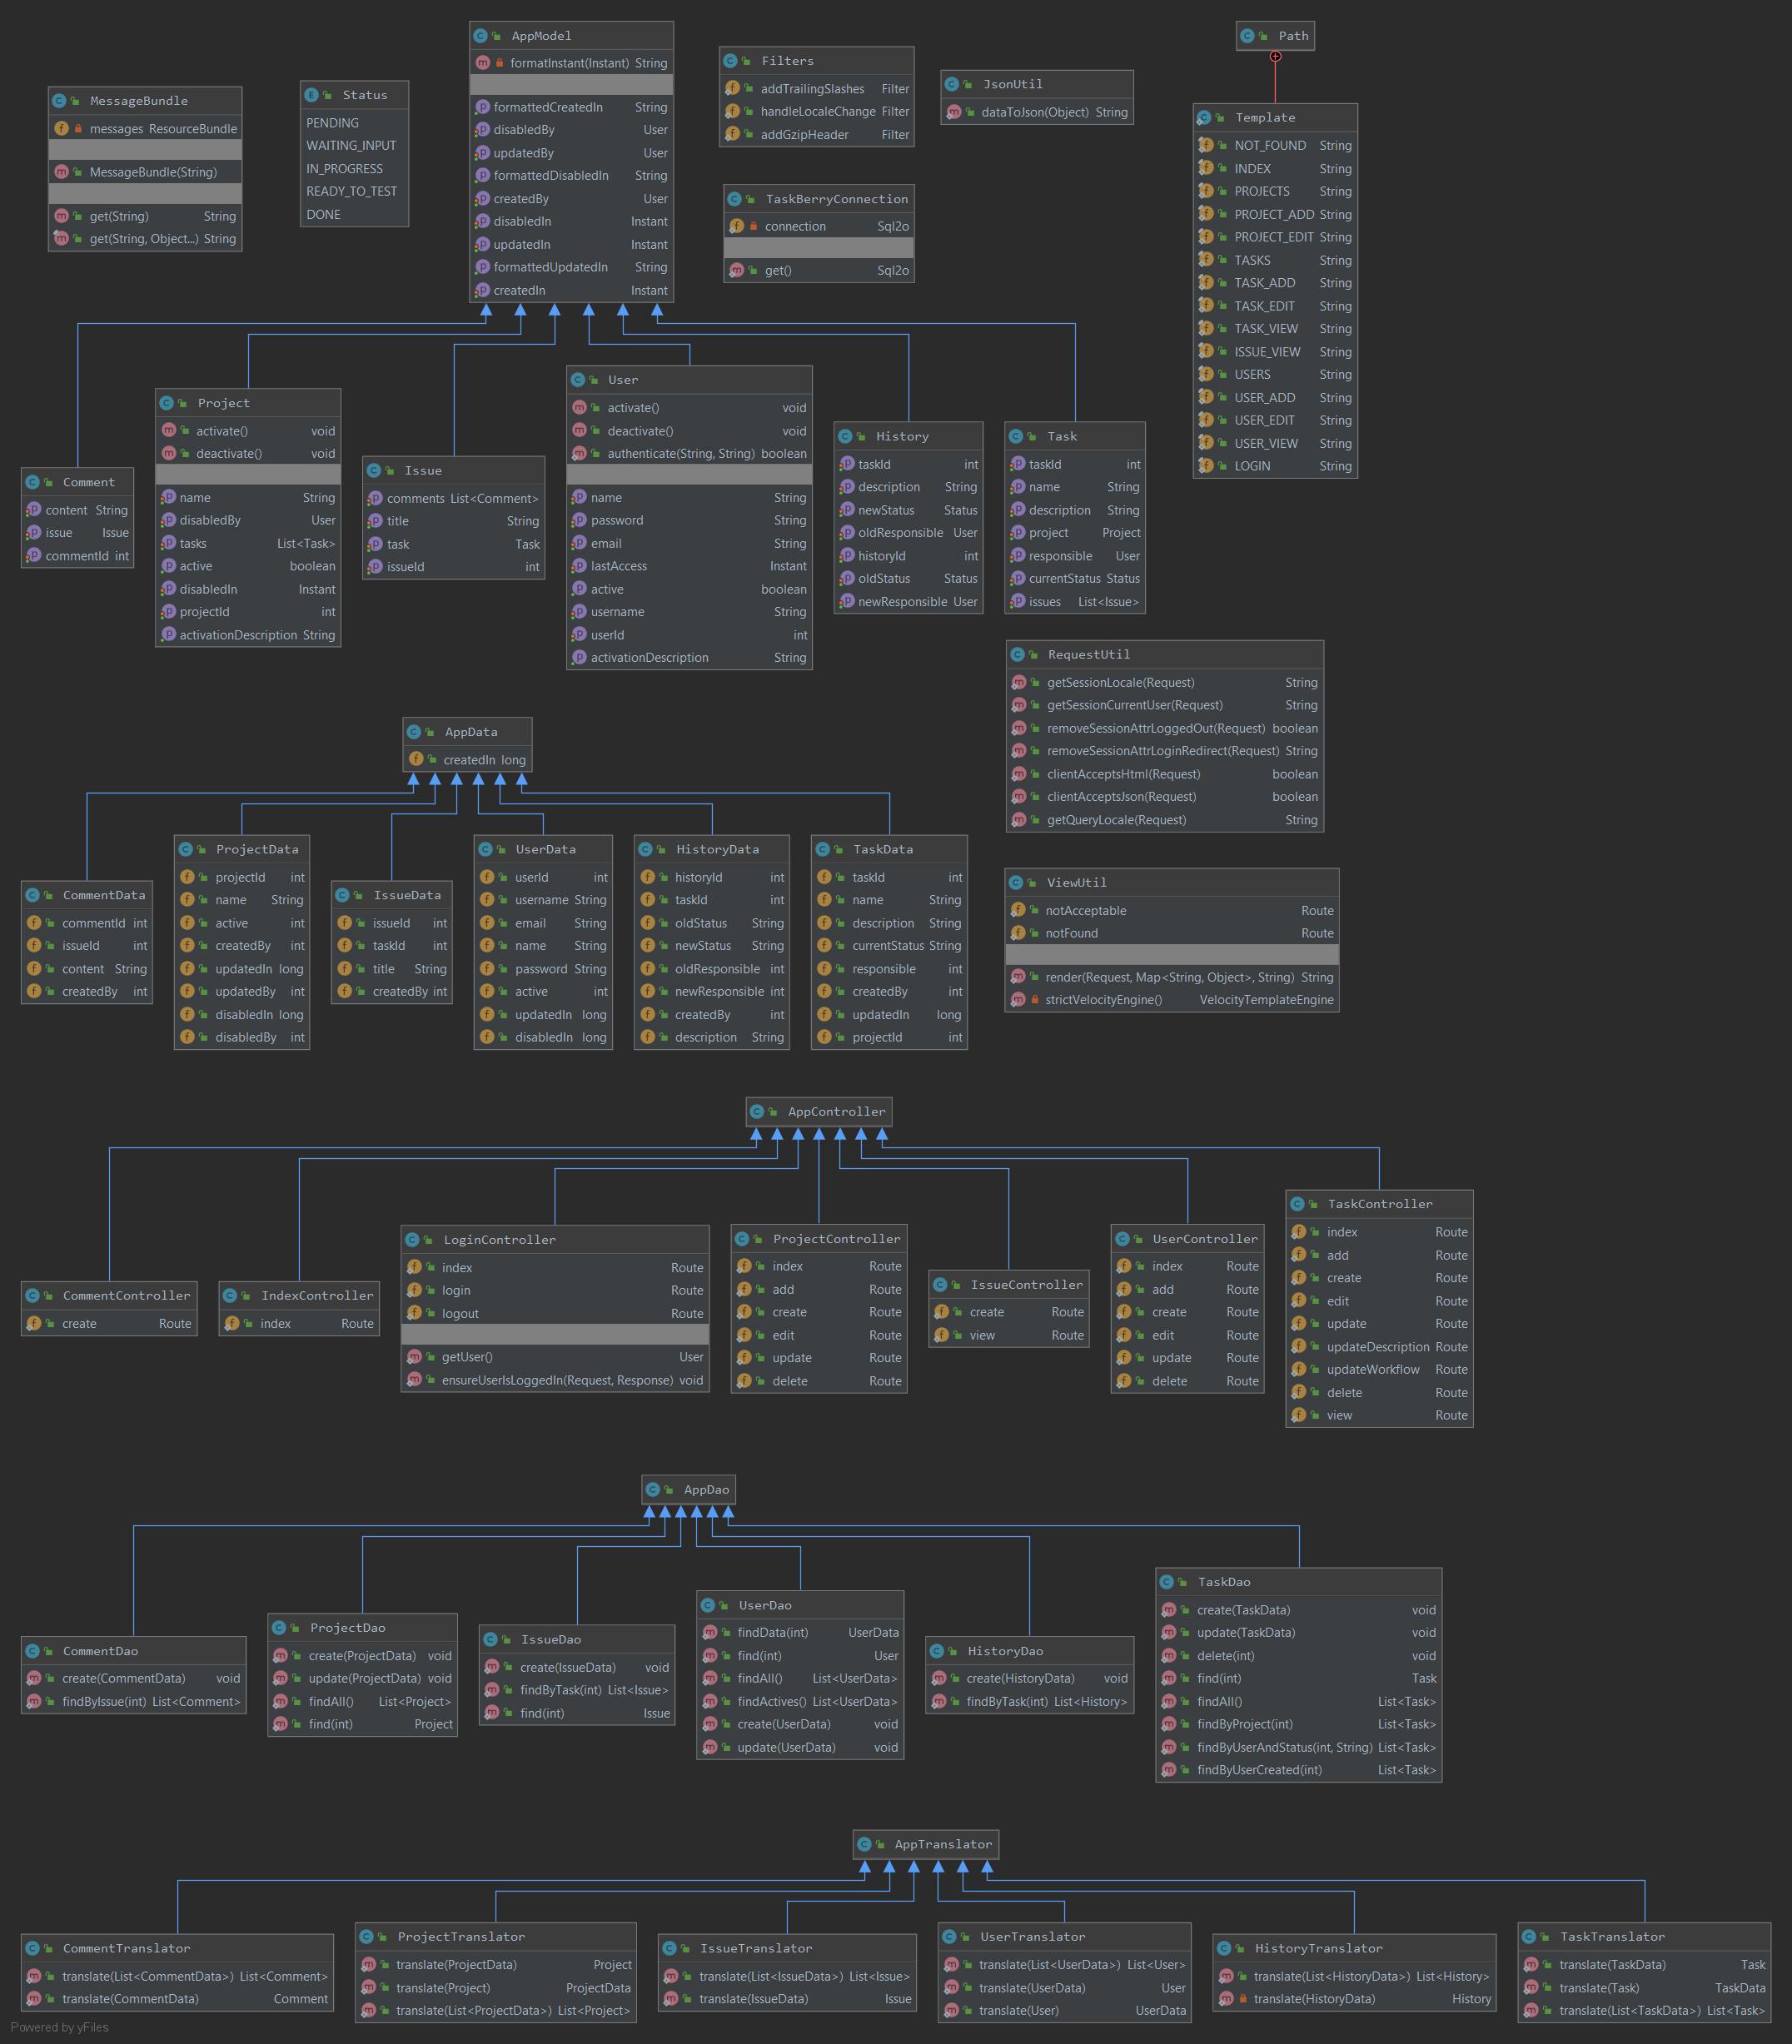 AppModel
formatInstant(Instant) String
formattedCreatedIn String
disabledBy User
updatedBy User
formattedDisabledIn String
createdBy User
disabledIn Instant
updatedIn Instant
formattedUpdatedIn String
createdIn Instant
MessageBundle
messages ResourceBundle
MessageBundle(String)
get(String) String
get(String, Object...) String
Status
PENDING
WAITING_INPUT
IN_PROGRESS
READY_TO_TEST
DONE
Filters
addTrailingSlashes Filter
handleLocaleChange Filter
addGzipHeader Filter
TaskBerryConnection
connection Sql2o
get() Sql2o
JsonUtil
dataToJson(Object) String
Path
Template
NOT_FOUND String
INDEX String
PROJECTS String
PROJECT_ADD String
PROJECT_EDIT String
TASKS String
TASK_ADD String
TASK_EDIT String
TASK_VIEW String
ISSUE_VIEW String
USERS String
USER_ADD String
USER_EDIT String
USER_VIEW String
LOGIN String
Comment
content String
issue Issue
commentId int
Project
activate() void
deactivate() void
name String
disabledBy User
tasks List<Task>
active boolean
disabledIn Instant
projectId int
activationDescription String
Issue
comments List<Comment>
title String
task Task
issueId int
User
activate() void
deactivate() void
authenticate(String, String) boolean
name String
password String
email String
lastAccess Instant
active boolean
username String
userId int
activationDescription String
History
taskId int
description String
newStatus Status
oldResponsible User
historyId int
oldStatus Status
newResponsible User
Task
taskId int
name String
description String
project Project
responsible User
currentStatus Status
issues List<Issue>
RequestUtil
getSessionLocale(Request) String
getSessionCurrentUser(Request) String
removeSessionAttrLoggedOut(Request) boolean
removeSessionAttrLoginRedirect(Request) String
clientAcceptsHtml(Request) boolean
clientAcceptsJson(Request) boolean
getQueryLocale(Request) String
AppData
createdIn long
CommentData
commentId int
issueId int
content String
createdBy int
ProjectData
projectId int
name String
active int
createdBy int
updatedIn long
updatedBy int
disabledIn long
disabledBy int
IssueData
issueId int
taskId int
title String
createdBy int
UserData
userId int
username String
email String
name String
password String
active int
updatedIn long
disabledIn long
HistoryData
historyId int
taskId int
oldStatus String
newStatus String
oldResponsible int
newResponsible int
createdBy int
description String
TaskData
taskId int
name String
description String
currentStatus String
responsible int
createdBy int
updatedIn long
projectId int
ViewUtil
notAcceptable Route
notFound Route
render(Request, Map<String, Object>, String) String
strictVelocityEngine() VelocityTemplateEngine
AppController
CommentController
create Route
IndexController
index Route
LoginController
index Route
login Route
logout Route
getUser() User
ensureUserIsLoggedIn(Request, Response) void
ProjectController
index Route
add Route
create Route
edit Route
update Route
delete Route
IssueController
create Route
view Route
UserController
index Route
add Route
create Route
edit Route
update Route
delete Route
TaskController
index Route
add Route
create Route
edit Route
update Route
updateDescription Route
updateWorkflow Route
delete Route
view Route
AppDao
CommentDao
create(CommentData) void
findByIssue(int) List<Comment>
ProjectDao
create(ProjectData) void
update(ProjectData) void
findAll() List<Project>
find(int) Project
IssueDao
create(IssueData) void
findByTask(int) List<Issue>
find(int) Issue
UserDao
findData(int) UserData
find(int) User
findAll() List<UserData>
findActives() List<UserData>
create(UserData) void
update(UserData) void
HistoryDao
create(HistoryData) void
findByTask(int) List<History>
TaskDao
create(TaskData) void
update(TaskData) void
delete(int) void
find(int) Task
findAll() List<Task>
findByProject(int) List<Task>
findByUserAndStatus(int, String) List<Task>
findByUserCreated(int) List<Task>
AppTranslator
CommentTranslator
translate(List<CommentData>) List<Comment>
translate(CommentData) Comment
ProjectTranslator
translate(ProjectData) Project
translate(Project) ProjectData
translate(List<ProjectData>) List<Project>
IssueTranslator
translate(List<IssueData>) List<Issue>
translate(IssueData) Issue
UserTranslator
translate(List<UserData>) List<User>
translate(UserData) User
translate(User) UserData
HistoryTranslator
translate(List<HistoryData>) List<History>
translate(HistoryData) History
TaskTranslator
translate(TaskData) Task
translate(Task) TaskData
translate(List<TaskData>) List<Task>
Powered by yFiles